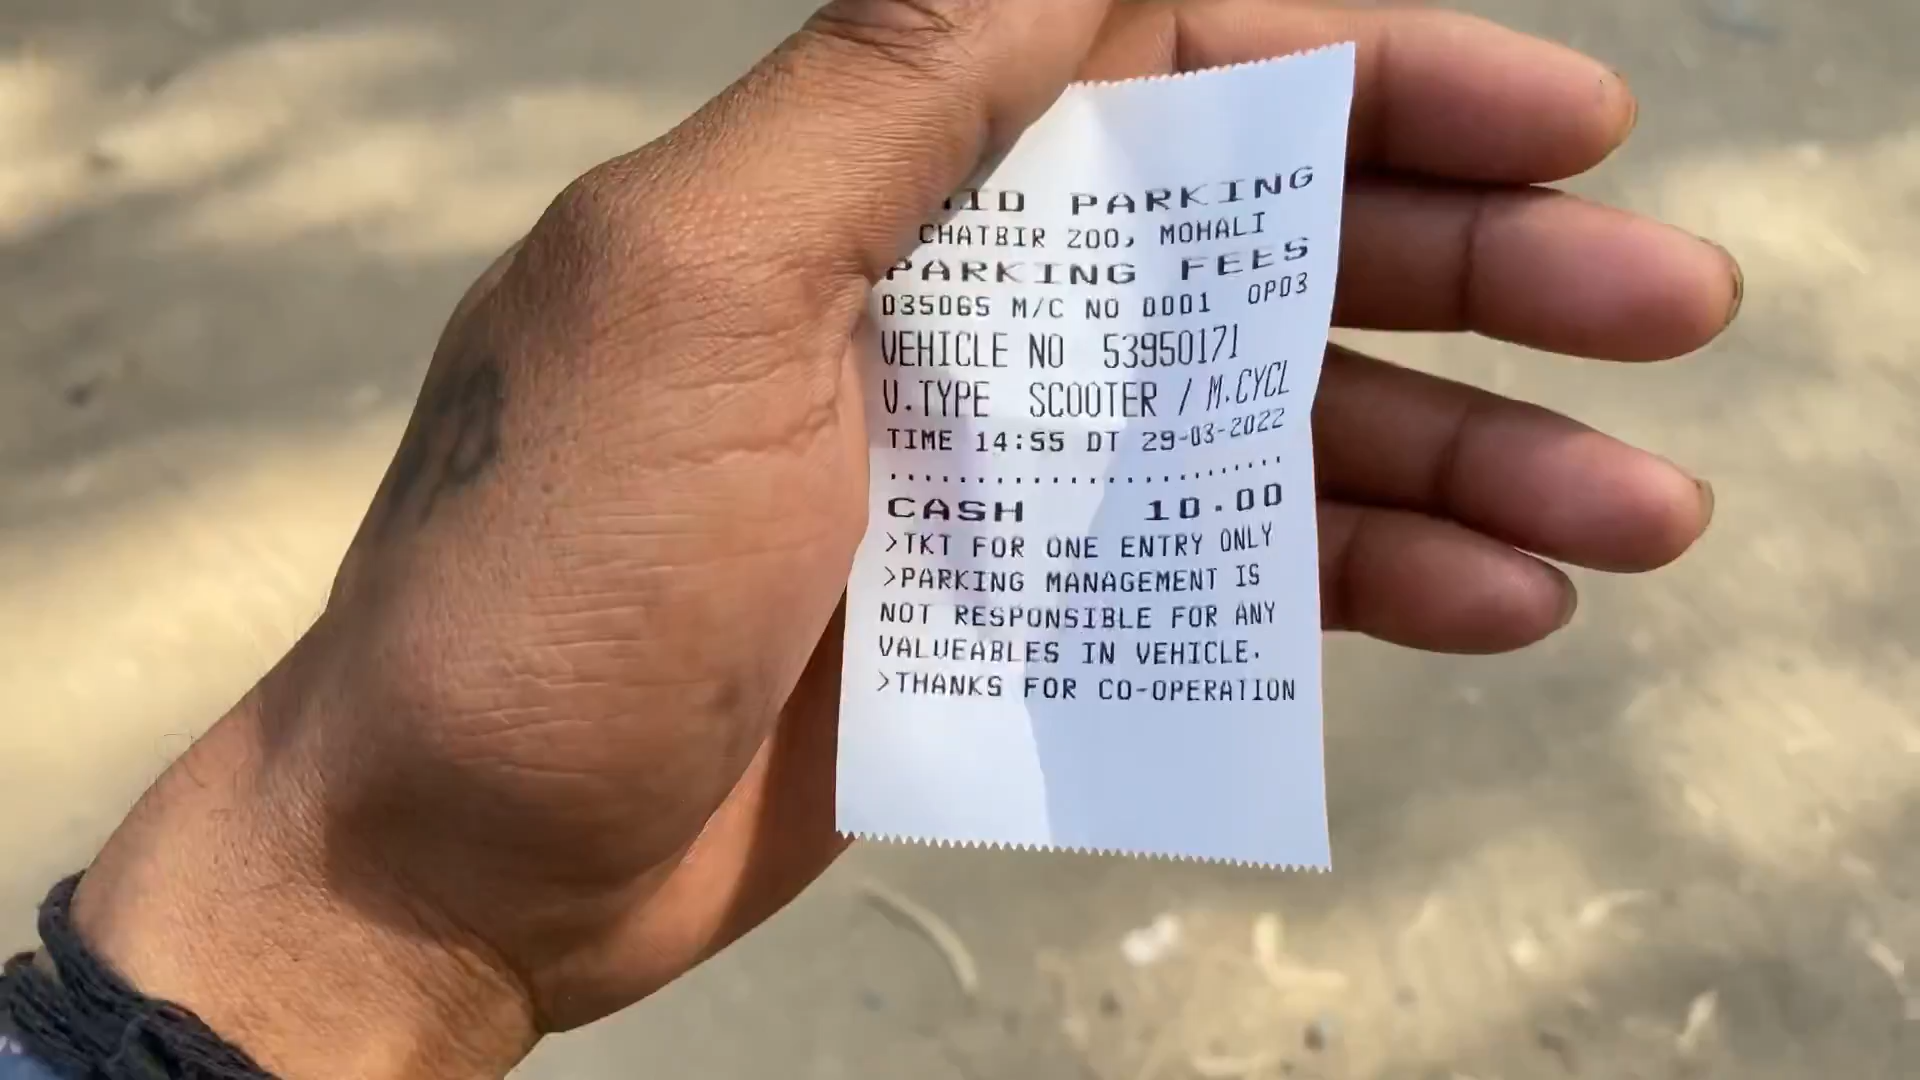 PARKING
CHATBIR ZOO, MOHALI
PARKING FEES
035065 M/C NO 0001 OP03
VEHICLE NO 53950171
V.TYPE SCOOTER / M.CYCL
TIME 14:55 DT 29-03-2022
........................
CASH 10.00
>TKT FOR ONE ENTRY ONLY
>PARKING MANAGEMENT IS
NOT RESPONSIBLE FOR ANY
VALUEABLES IN VEHICLE.
>THANKS FOR CO-OPERATION